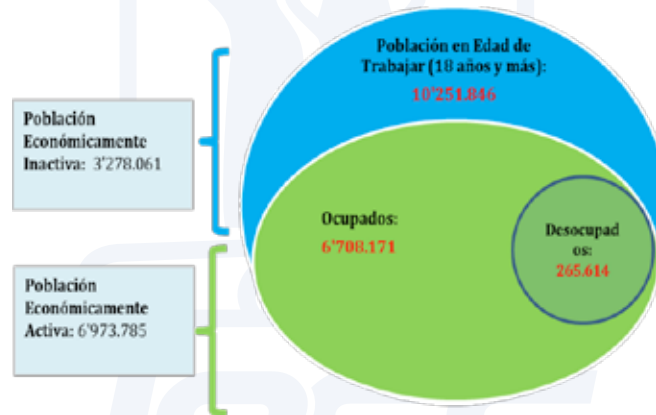 Población en Edad de
Trabajar (18 años y más):
10'251.846
Población
Económicamente
Inactiva: 3'278.061
Ocupados:
6'708.171
Desocupad
os:
265.614
Población
Económicamente
Activa: 6'973.785